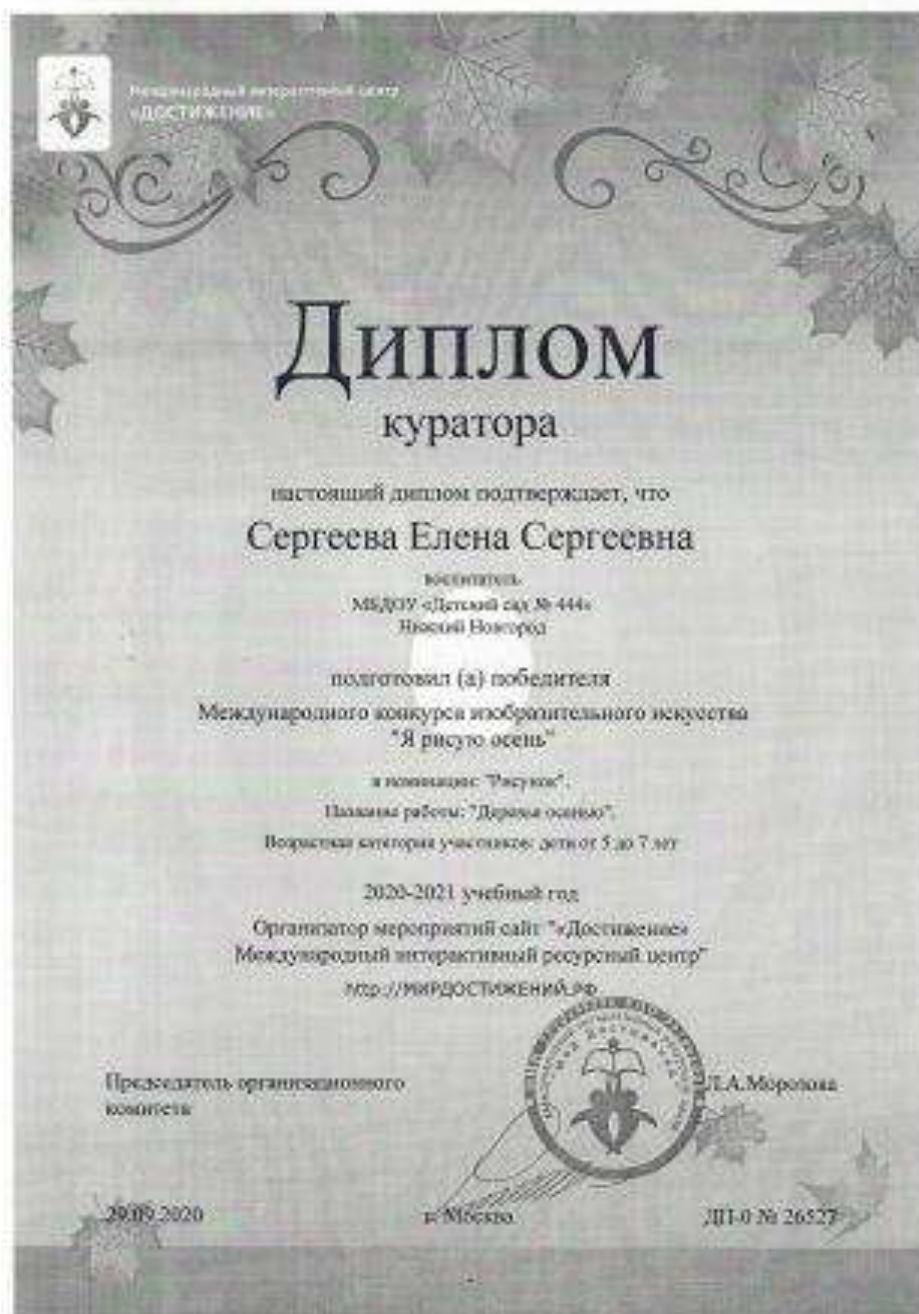 Международный интерактивный центр
«ДОСТИЖЕНИЕ»
Диплом
куратора
настоящий диплом подтверждает, что
Сергеева Елена Сергеевна
воспитатель
МБДОУ «Детский сад № 444»
Нижний Новгород
подготовил (а) победителя
Международного конкурса изобразительного искусства
"Я рисую осень"
в номинации: "Рисунок".
Название работы: "Деревья осенью".
Возрастная категория участников: дети от 5 до 7 лет
2020-2021 учебный год
Организатор мероприятий сайт "«Достижение»
Международный интерактивный ресурсный центр"
http://МИРДОСТИЖЕНИЙ.РФ
Председатель организационного
комитета
Л.А.Морозова
29.09.2020
г. Москва
ДП-0 № 26527